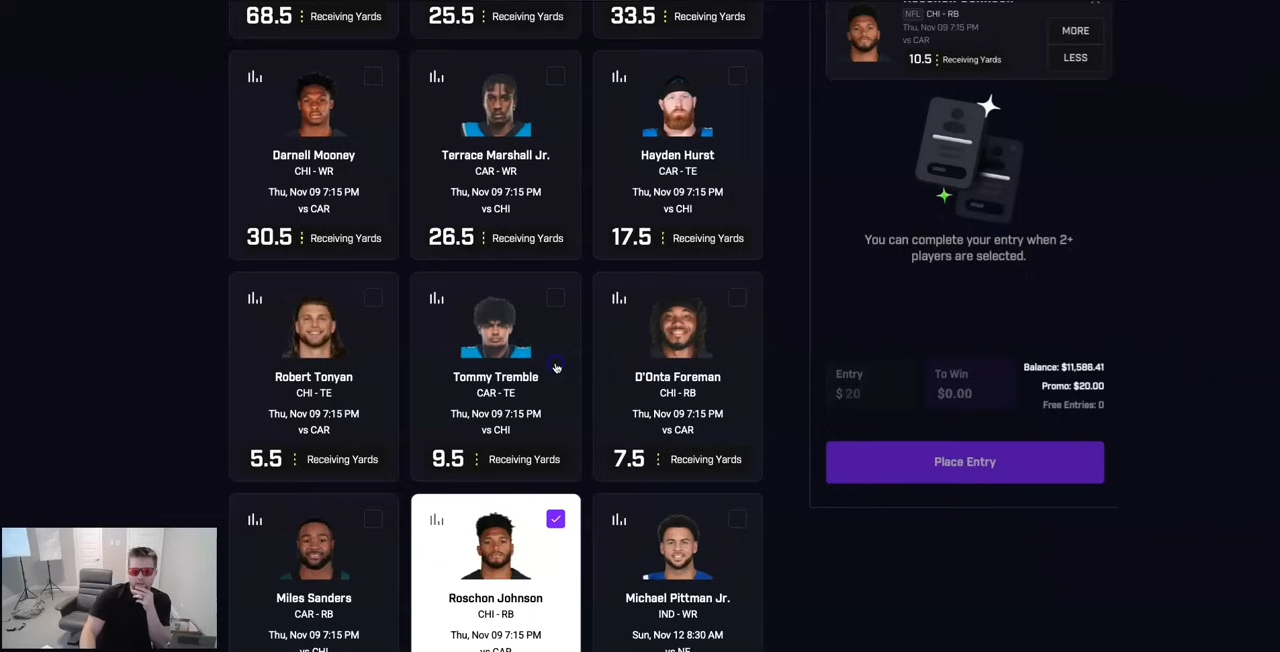 68.5 Receiving Yards
25.5 Receiving Yards
33.5 Receiving Yards
Darnell Mooney
CHI - WR
Thu, Nov 09 7:15 PM
vs CAR
30.5 Receiving Yards
Terrace Marshall Jr.
CAR - WR
Thu, Nov 09 7:15 PM
vs CHI
26.5 Receiving Yards
Hayden Hurst
CAR - TE
Thu, Nov 09 7:15 PM
vs CHI
17.5 Receiving Yards
Robert Tonyan
CHI - TE
Thu, Nov 09 7:15 PM
vs CAR
5.5 Receiving Yards
Tommy Tremble
CAR - TE
Thu, Nov 09 7:15 PM
vs CHI
9.5 Receiving Yards
D'Onta Foreman
CHI - RB
Thu, Nov 09 7:15 PM
vs CAR
7.5 Receiving Yards
Miles Sanders
CAR - RB
Thu, Nov 09 7:15 PM
vs CHI
Roschon Johnson
CHI - RB
Thu, Nov 09 7:15 PM
vs CAR
Michael Pittman Jr.
IND - WR
Sun, Nov 12 8:30 AM
vs NE
NFL CHI - RB
Thu, Nov 09 7:15 PM
vs CAR
10.5 Receiving Yards
MORE
LESS
You can complete your entry when 2+
players are selected.
Entry
$ 20
To Win
$0.00
Balance: $11,586.41
Promo: $20.00
Free Entries: 0
Place Entry